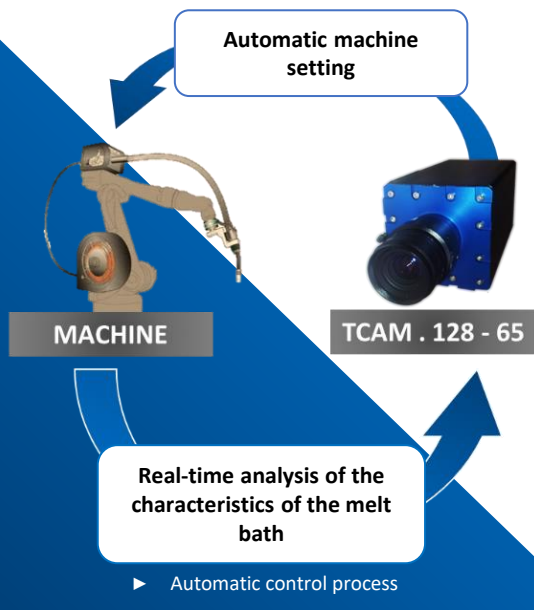 Automatic machine
setting
MACHINE
TCAM . 128 - 65
Real-time analysis of the
characteristics of the melt
bath
► Automatic control process